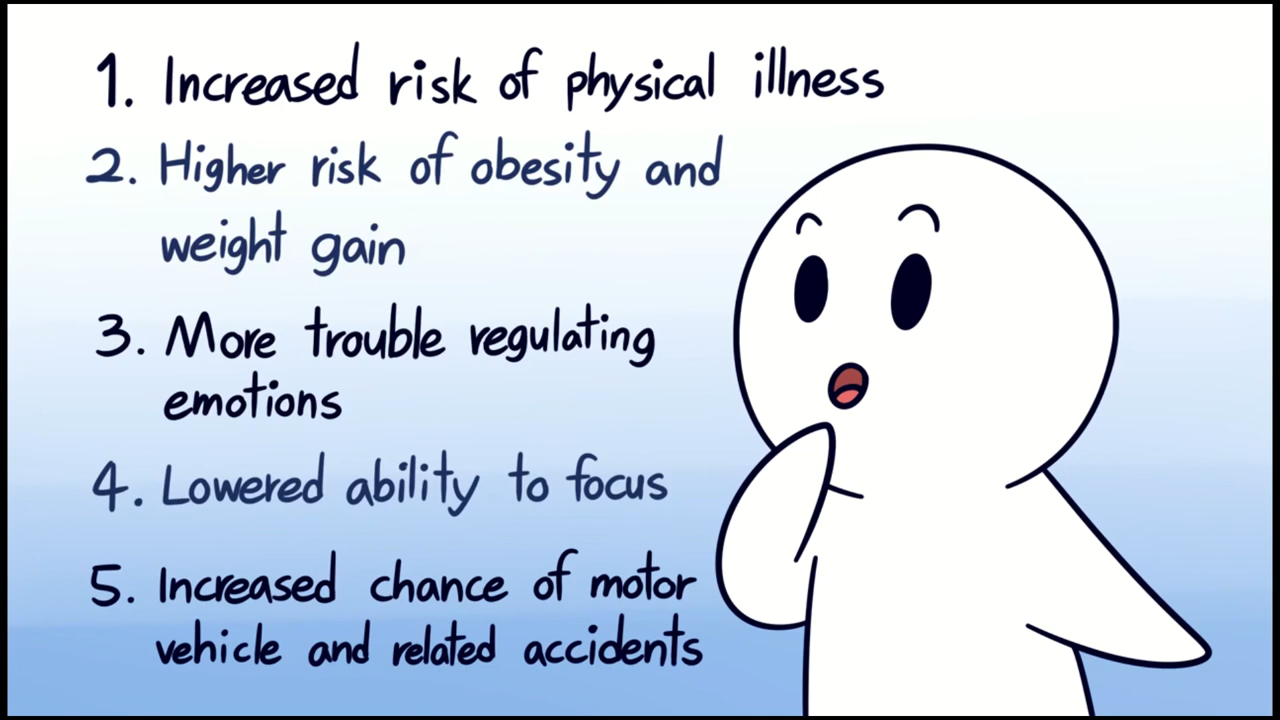 1. Increased risk of physical illness
2. Higher risk of obesity and
weight gain
3. More trouble regulating
emotions
4. Lowered ability to focus
5. Increased chance of motor
vehicle and related accidents